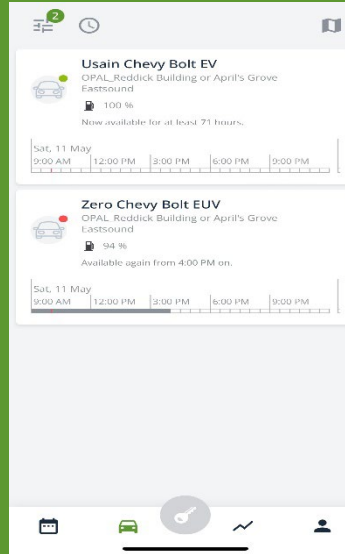 2
Usain Chevy Bolt EV
OPAL_Reddick Building or April's Grove
Eastsound
100 %
Now available for at least 71 hours.
Sat, 11 May
9:00 AM 12:00 PM 3:00 PM 6:00 PM 9:00 PM
Zero Chevy Bolt EUV
OPAL_Reddick Building or April's Grove
Eastsound
94 %
Available again from 4:00 PM on.
Sat, 11 May
9:00 AM 12:00 PM 3:00 PM 6:00 PM 9:00 PM